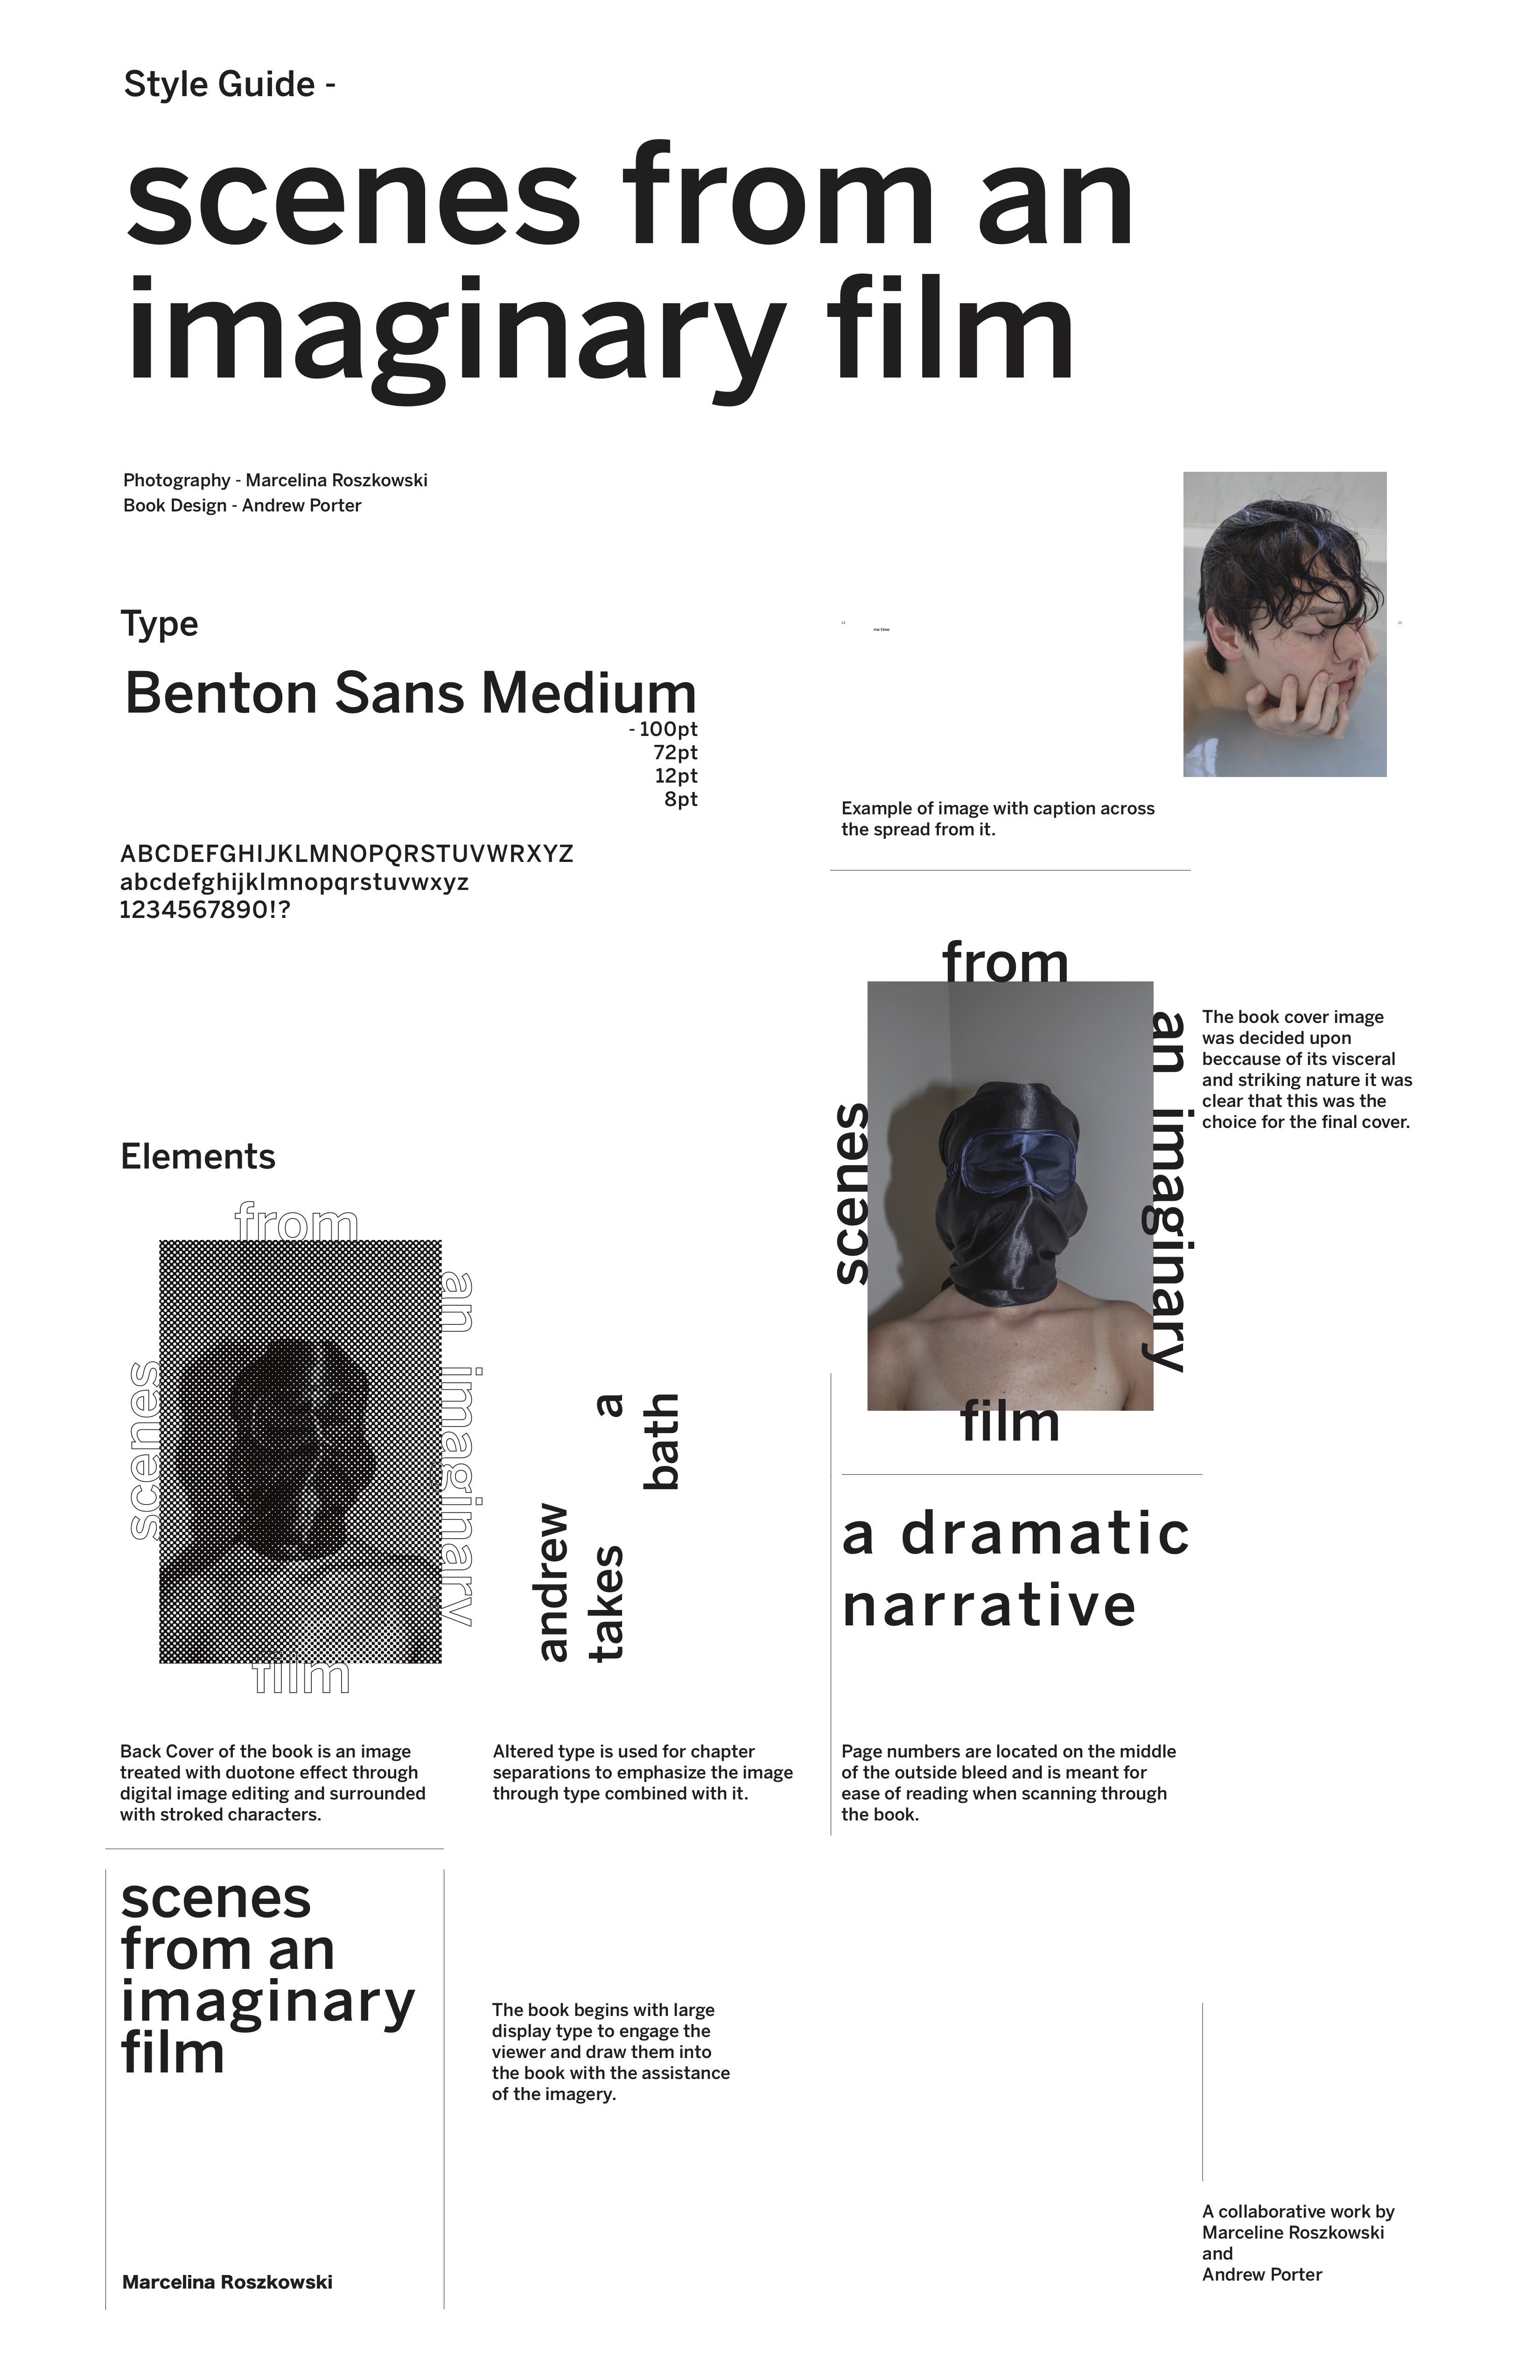 Style Guide -
scenes from an
imaginary film
Photography - Marcelina Roszkowski
Book Design - Andrew Porter
Type
Benton Sans Medium
- 100pt
72pt
12pt
8pt
ABCDEFGHIJKLMNOPQRSTUVWRXYZ
abcdefghijklmnopqrstuvwxyz
1234567890!?
me time
Example of image with caption across
the spread from it.
scenes
from
an imaginary
film
The book cover image
was decided upon
beccause of its visceral
and striking nature it was
clear that this was the
choice for the final cover.
Elements
scenes
from
an imaginary
film
Back Cover of the book is an image
treated with duotone effect through
digital image editing and surrounded
with stroked characters.
andrew
takes a
bath
Altered type is used for chapter
separations to emphasize the image
through type combined with it.
a dramatic
narrative
Page numbers are located on the middle
of the outside bleed and is meant for
ease of reading when scanning through
the book.
scenes
from an
imaginary
film
Marcelina Roszkowski
The book begins with large
display type to engage the
viewer and draw them into
the book with the assistance
of the imagery.
A collaborative work by
Marceline Roszkowski
and
Andrew Porter